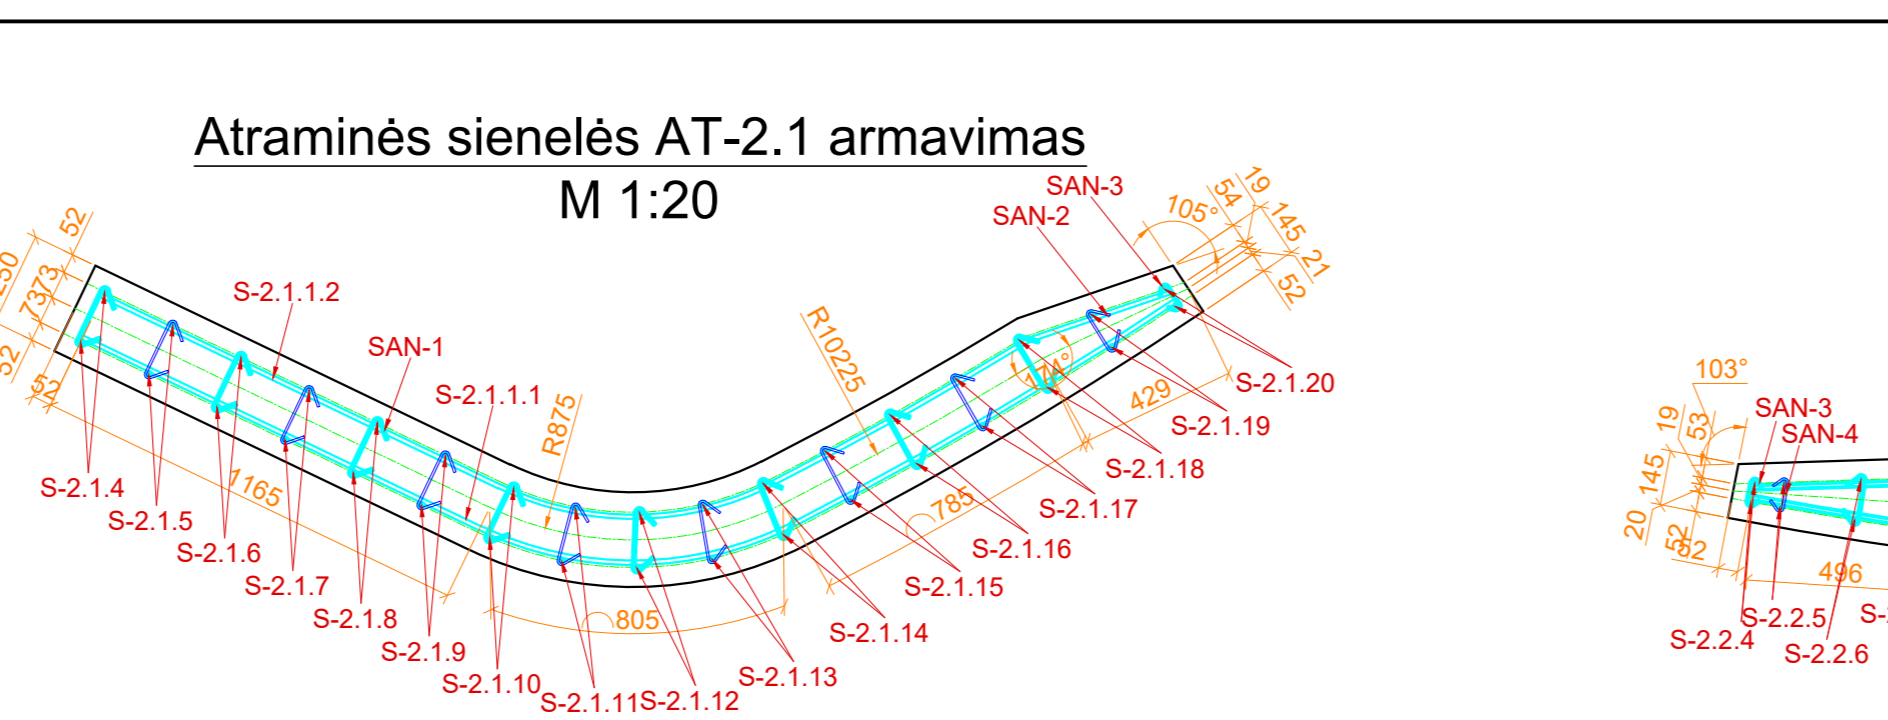 Atraminės sienelės AT-2.1 armavimas
M 1:20
SAN-3
SAN-2
105°
54
19
145
21
52
52
7373
52
52
S-2.1.1.2
SAN-1
S-2.1.1.1
R875
R10225
174°
429
785
805
1165
S-2.1.4
S-2.1.5
S-2.1.6
S-2.1.7
S-2.1.8
S-2.1.9
S-2.1.10
S-2.1.11
S-2.1.12
S-2.1.13
S-2.1.14
S-2.1.15
S-2.1.16
S-2.1.17
S-2.1.18
S-2.1.19
S-2.1.20
103°
SAN-3
SAN-4
19
53
145
20
52
52
496
S-2.2.4
S-2.2.5
S-2.2.6